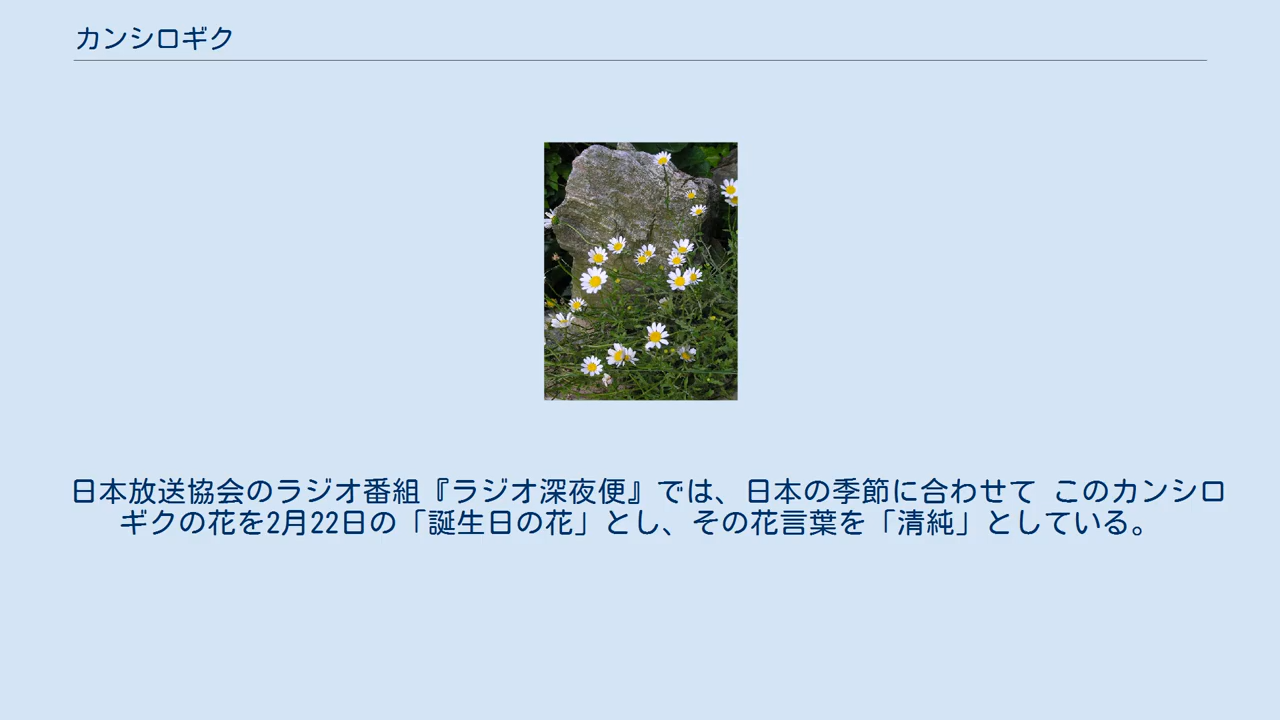 カンシロギク
日本放送協会のラジオ番組『ラジオ深夜便』では、日本の季節に合わせて このカンシロ
ギクの花を2月22日の「誕生日の花」とし、その花言葉を「清純」としている。